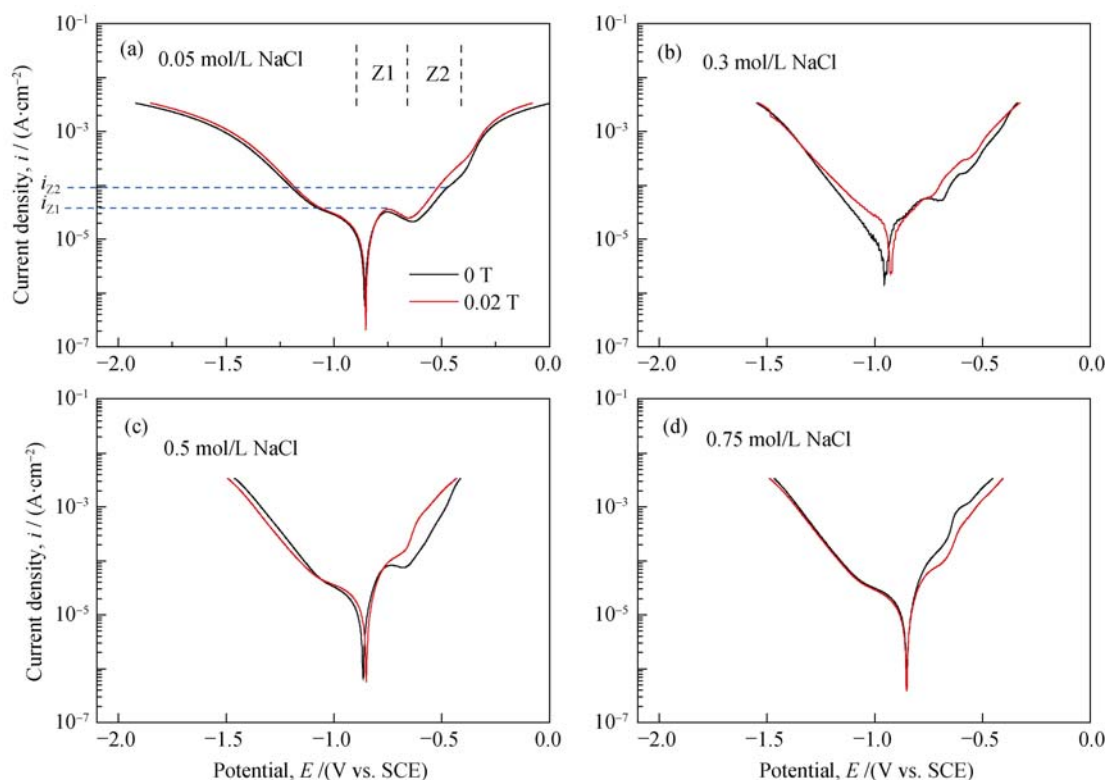 10⁻¹
10⁻³
10⁻⁵
10⁻⁷
Current density, i / (A·cm⁻²)
(a)
0.05 mol/L NaCl
Z1
Z2
iZ2
iZ1
0 T
0.02 T
−2.0 −1.5 −1.0 −0.5 0.0
10⁻¹
10⁻³
10⁻⁵
10⁻⁷
(b)
0.3 mol/L NaCl
−2.0 −1.5 −1.0 −0.5 0.0
10⁻¹
10⁻³
10⁻⁵
10⁻⁷
Current density, i / (A·cm⁻²)
(c)
0.5 mol/L NaCl
−2.0 −1.5 −1.0 −0.5 0.0
Potential, E /(V vs. SCE)
10⁻¹
10⁻³
10⁻⁵
10⁻⁷
(d)
0.75 mol/L NaCl
−2.0 −1.5 −1.0 −0.5 0.0
Potential, E /(V vs. SCE)